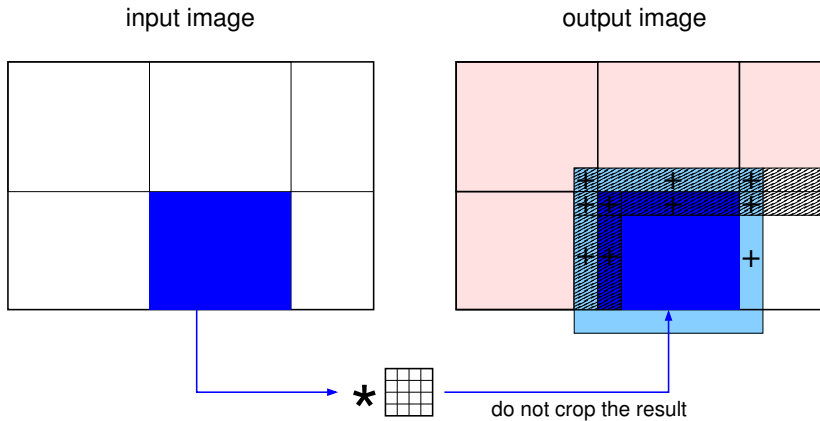 input image
output image
+ + +
+ + + +
+ + +
*
do not crop the result